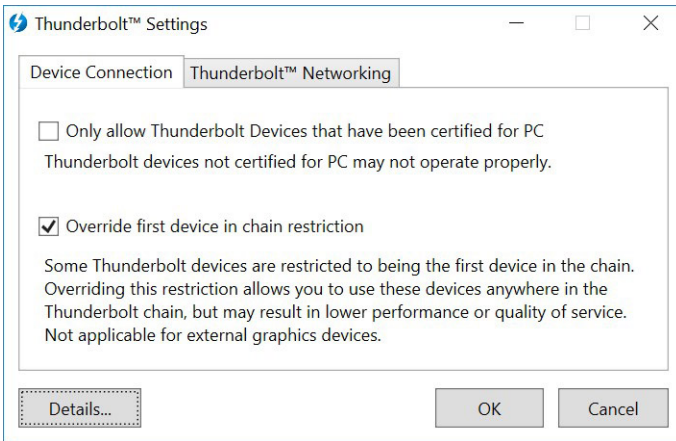 Thunderbolt™ Settings
Device Connection
Thunderbolt™ Networking
Only allow Thunderbolt Devices that have been certified for PC
Thunderbolt devices not certified for PC may not operate properly.
Override first device in chain restriction
Some Thunderbolt devices are restricted to being the first device in the chain.
Overriding this restriction allows you to use these devices anywhere in the
Thunderbolt chain, but may result in lower performance or quality of service.
Not applicable for external graphics devices.
Details...
OK
Cancel